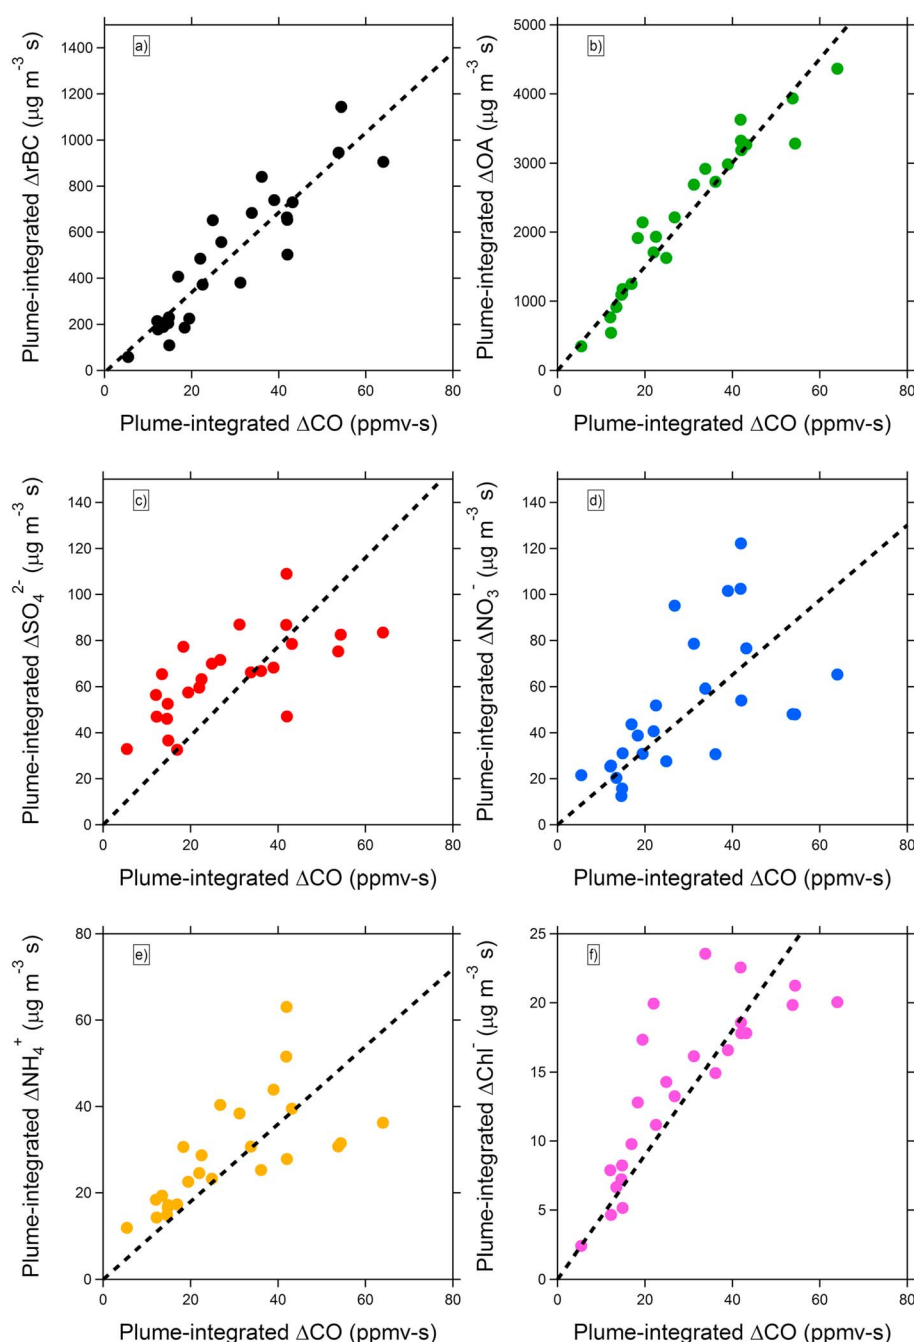 a)
1400
1200
1000
800
600
400
200
0
0 20 40 60 80
Plume-integrated ΔrBC (μg m⁻³ s)
Plume-integrated ΔCO (ppmv-s)
b)
5000
4000
3000
2000
1000
0
0 20 40 60 80
Plume-integrated ΔOA (μg m⁻³ s)
Plume-integrated ΔCO (ppmv-s)
c)
140
120
100
80
60
40
20
0
0 20 40 60 80
Plume-integrated ΔSO₄²⁻ (μg m⁻³ s)
Plume-integrated ΔCO (ppmv-s)
d)
140
120
100
80
60
40
20
0
0 20 40 60 80
Plume-integrated ΔNO₃⁻ (μg m⁻³ s)
Plume-integrated ΔCO (ppmv-s)
e)
80
60
40
20
0
0 20 40 60 80
Plume-integrated ΔNH₄⁺ (μg m⁻³ s)
Plume-integrated ΔCO (ppmv-s)
f)
25
20
15
10
5
0
0 20 40 60 80
Plume-integrated ΔChl⁻ (μg m⁻³ s)
Plume-integrated ΔCO (ppmv-s)